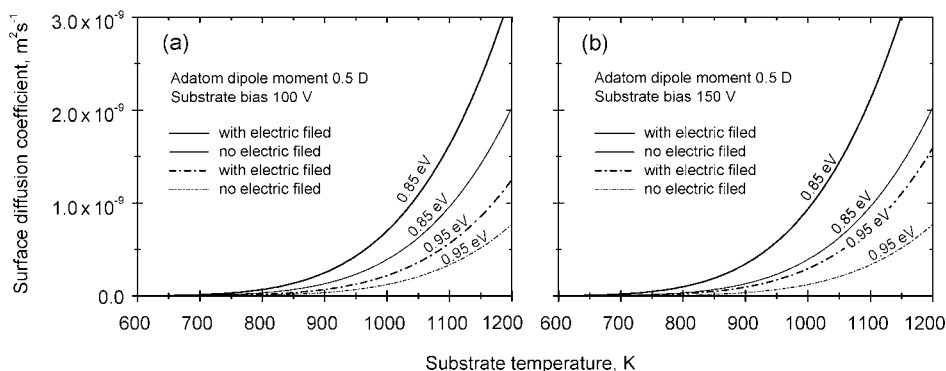 Surface diffusion coefficient, m²s⁻¹
3.0 x 10⁻⁹
2.0 x 10⁻⁹
1.0 x 10⁻⁹
0.0
(a)
Adatom dipole moment 0.5 D
Substrate bias 100 V
with electric filed
no electric filed
with electric filed
no electric filed
0.85 eV
0.85 eV
0.95 eV
0.95 eV
600 700 800 900 1000 1100 1200
(b)
Adatom dipole moment 0.5 D
Substrate bias 150 V
with electric filed
no electric filed
with electric filed
no electric filed
0.85 eV
0.85 eV
0.95 eV
0.95 eV
600 700 800 900 1000 1100 1200
Substrate temperature, K